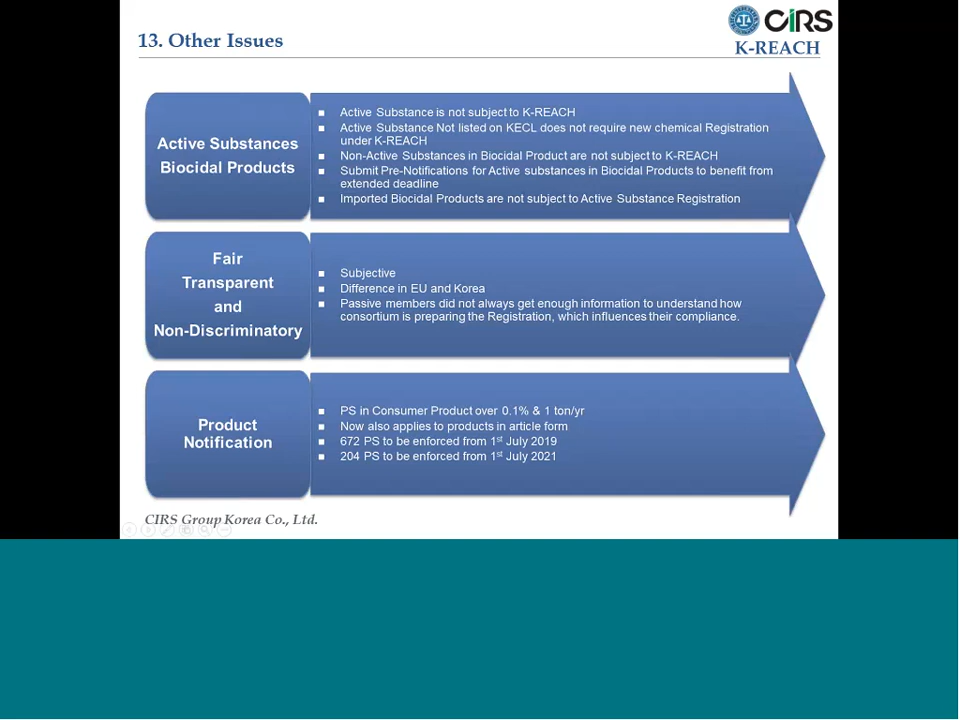 13. Other Issues
CIRS
K-REACH
Active Substances
Biocidal Products
■ Active Substance is not subject to K-REACH
■ Active Substance Not listed on KECL does not require new chemical Registration
under K-REACH
■ Non-Active Substances in Biocidal Product are not subject to K-REACH
■ Submit Pre-Notifications for Active substances in Biocidal Products to benefit from
extended deadline
■ Imported Biocidal Products are not subject to Active Substance Registration
Fair
Transparent
and
Non-Discriminatory
■ Subjective
■ Difference in EU and Korea
■ Passive members did not always get enough information to understand how
consortium is preparing the Registration, which influences their compliance.
Product
Notification
■ PS in Consumer Product over 0.1% & 1 ton/yr
■ Now also applies to products in article form
■ 672 PS to be enforced from 1st July 2019
■ 204 PS to be enforced from 1st July 2021
CIRS Group Korea Co., Ltd.